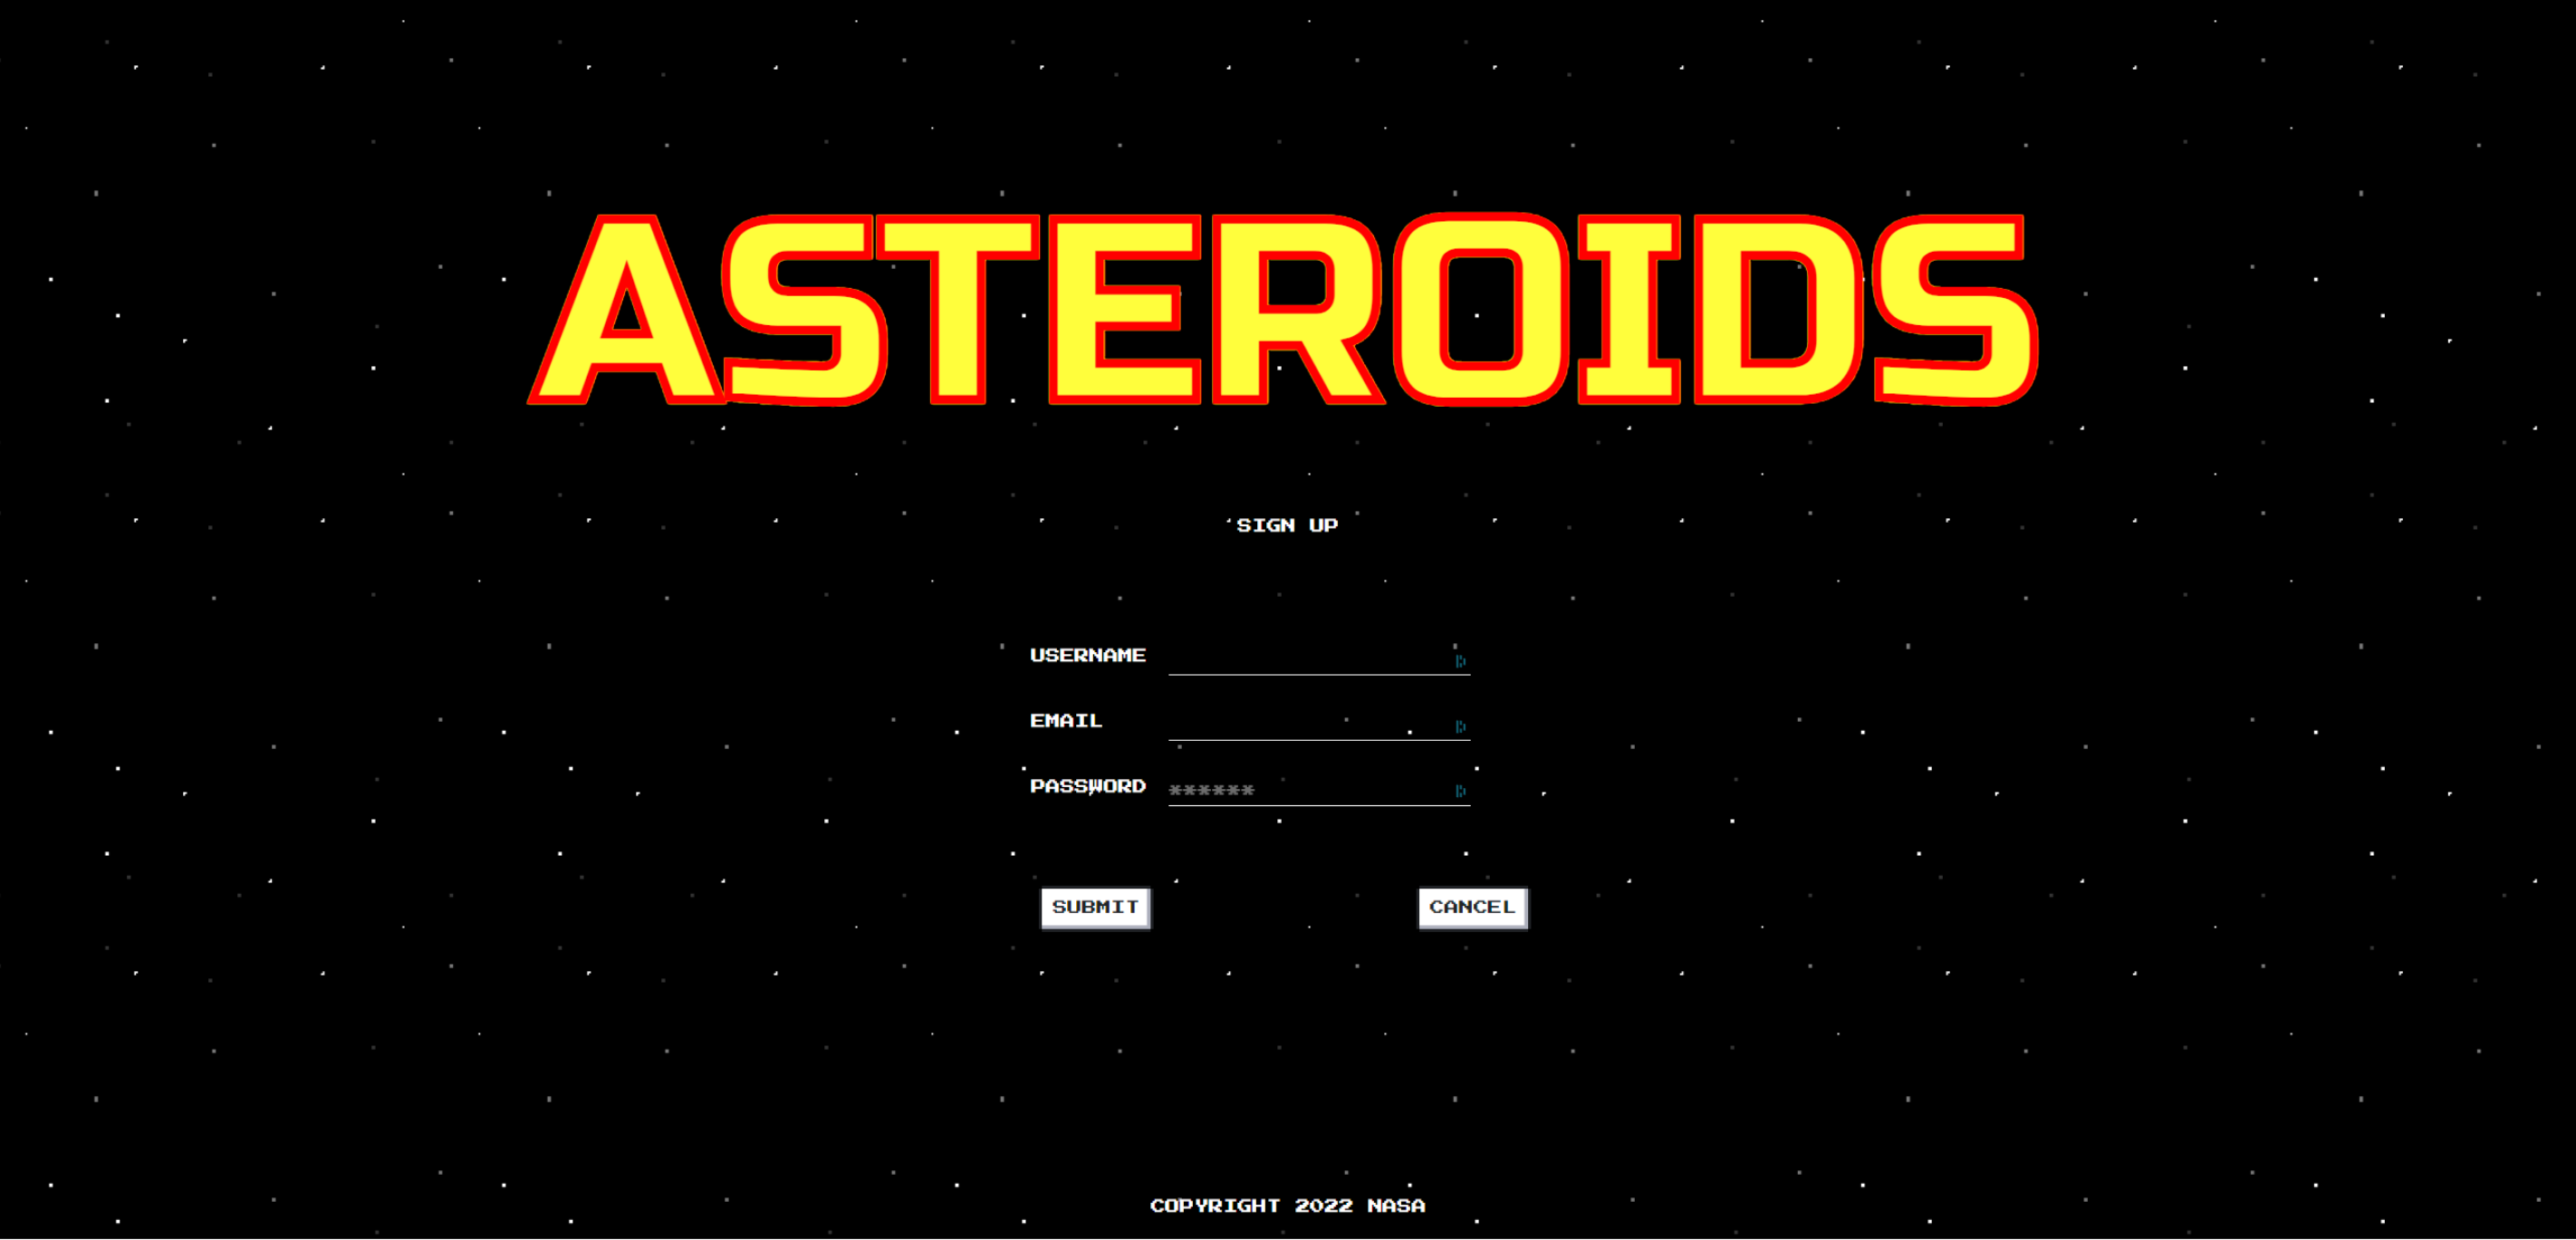 ASTEROIDS
SIGN UP
USERNAME
EMAIL
PASSWORD ******
SUBMIT CANCEL
COPYRIGHT 2022 NASA